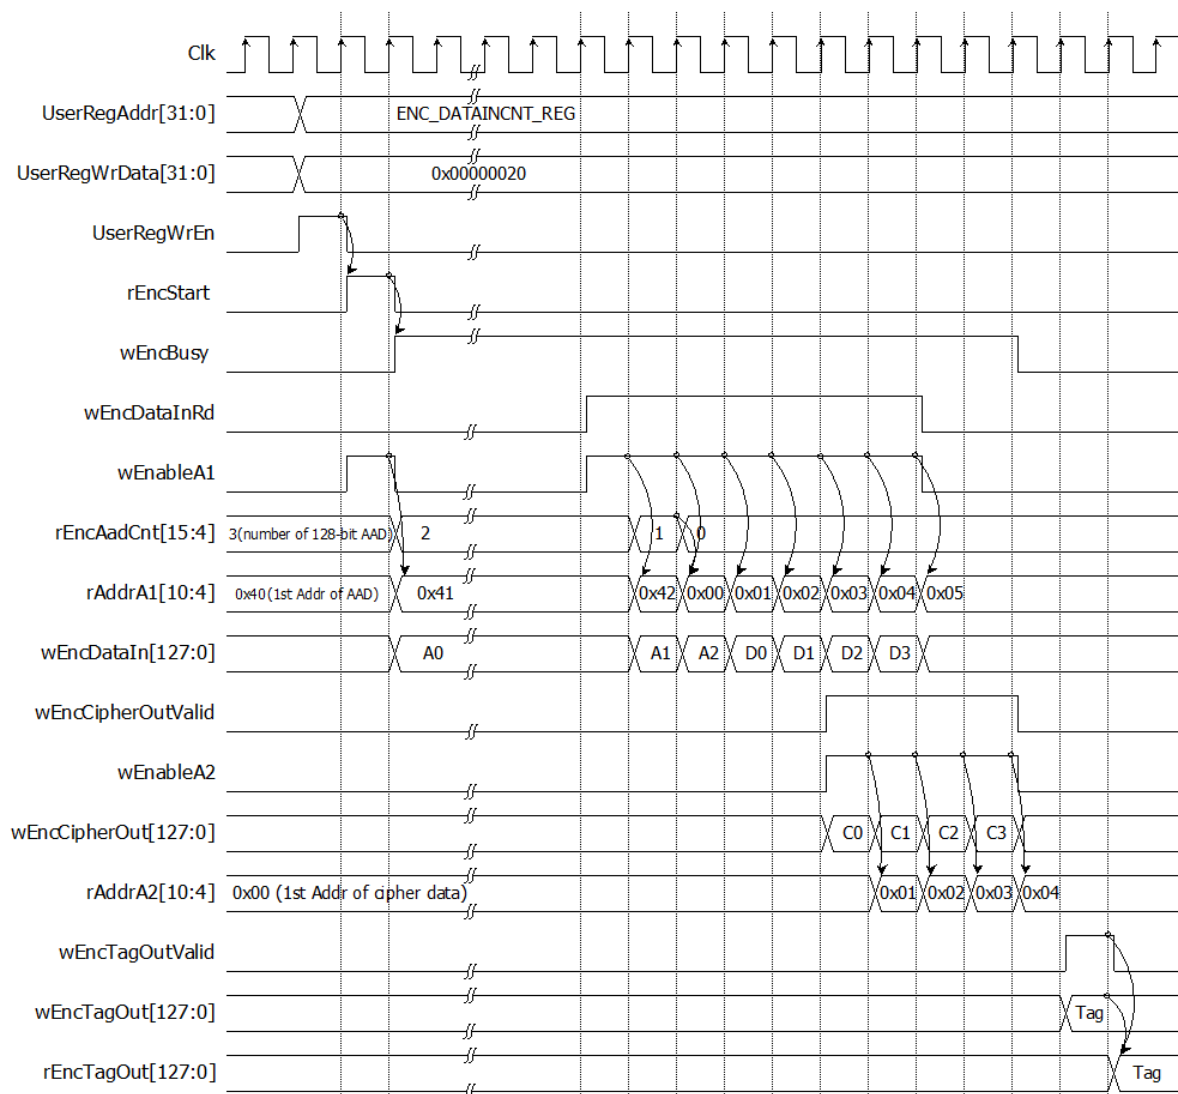 Clk
UserRegAddr[31:0] ENC_DATAINCNT_REG
UserRegWrData[31:0] 0x00000020
UserRegWrEn
rEncStart
wEncBusy
wEncDataInRd
wEnableA1
rEncAadCnt[15:4] 3(number of 128-bit AAD) 2 1 0
rAddrA1[10:4] 0x40 (1st Addr of AAD) 0x41 0x42 0x00 0x01 0x02 0x03 0x04 0x05
wEncDataIn[127:0] A0 A1 A2 D0 D1 D2 D3
wEncCipherOutValid
wEnableA2
wEncCipherOut[127:0] C0 C1 C2 C3
rAddrA2[10:4] 0x00 (1st Addr of cipher data) 0x01 0x02 0x03 0x04
wEncTagOutValid
wEncTagOut[127:0] Tag
rEncTagOut[127:0] Tag